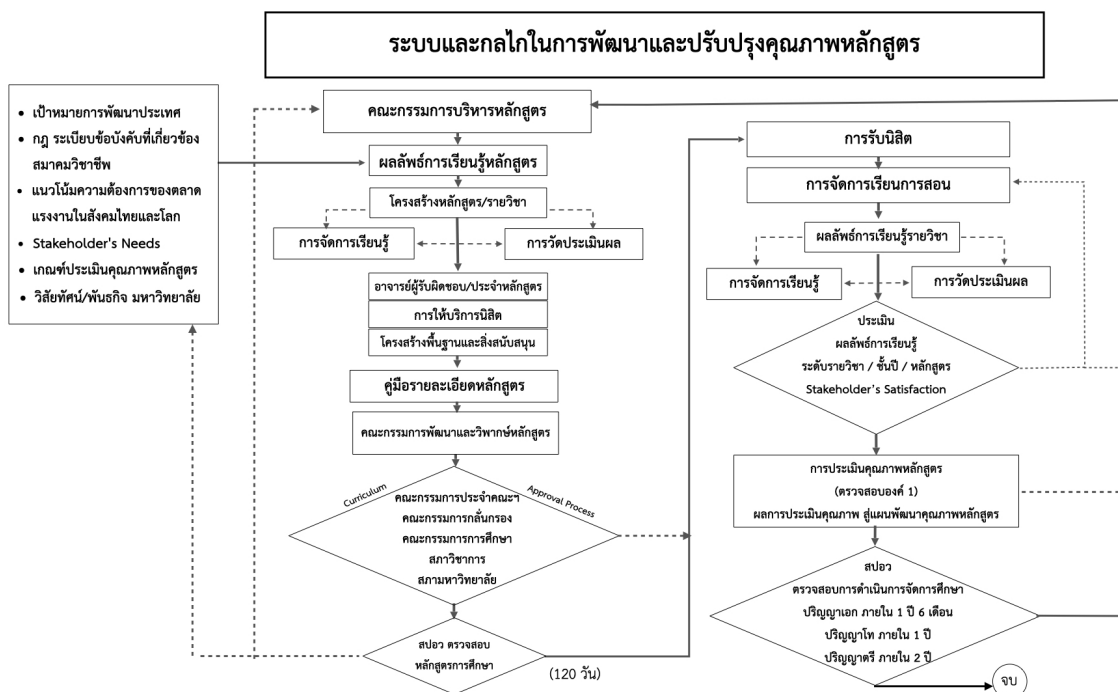 ระบบและกลไกในการพัฒนาและปรับปรุงคุณภาพหลักสูตร
• เป้าหมายการพัฒนาประเทศ
• กฎ ระเบียบข้อบังคับที่เกี่ยวข้อง
สมาคมวิชาชีพ
• แนวโน้มความต้องการของตลาด
แรงงานในสังคมไทยและโลก
• Stakeholder's Needs
• เกณฑ์ประเมินคุณภาพหลักสูตร
• วิสัยทัศน์/พันธกิจ มหาวิทยาลัย
คณะกรรมการบริหารหลักสูตร
ผลลัพธ์การเรียนรู้หลักสูตร
โครงสร้างหลักสูตร/รายวิชา
การจัดการเรียนรู้
การวัดประเมินผล
อาจารย์ผู้รับผิดชอบ/ประจำหลักสูตร
การให้บริการนิสิต
โครงสร้างพื้นฐานและสิ่งสนับสนุน
คู่มือรายละเอียดหลักสูตร
คณะกรรมการพัฒนาและวิพากษ์หลักสูตร
Curriculum
Approval Process
คณะกรรมการประจำคณะฯ
คณะกรรมการกลั่นกรอง
คณะกรรมการการศึกษา
สภาวิชาการ
สภามหาวิทยาลัย
สปอว ตรวจสอบ
หลักสูตรการศึกษา
(120 วัน)
การรับนิสิต
การจัดการเรียนการสอน
ผลลัพธ์การเรียนรู้รายวิชา
การจัดการเรียนรู้
การวัดประเมินผล
ประเมิน
ผลลัพธ์การเรียนรู้
ระดับรายวิชา / ชั้นปี / หลักสูตร
Stakeholder's Satisfaction
การประเมินคุณภาพหลักสูตร
(ตรวจสอบองค์ 1)
ผลการประเมินคุณภาพ สู่แผนพัฒนาคุณภาพหลักสูตร
สปอว
ตรวจสอบการดำเนินการจัดการศึกษา
ปริญญาเอก ภายใน 1 ปี 6 เดือน
ปริญญาโท ภายใน 1 ปี
ปริญญาตรี ภายใน 2 ปี
จบ